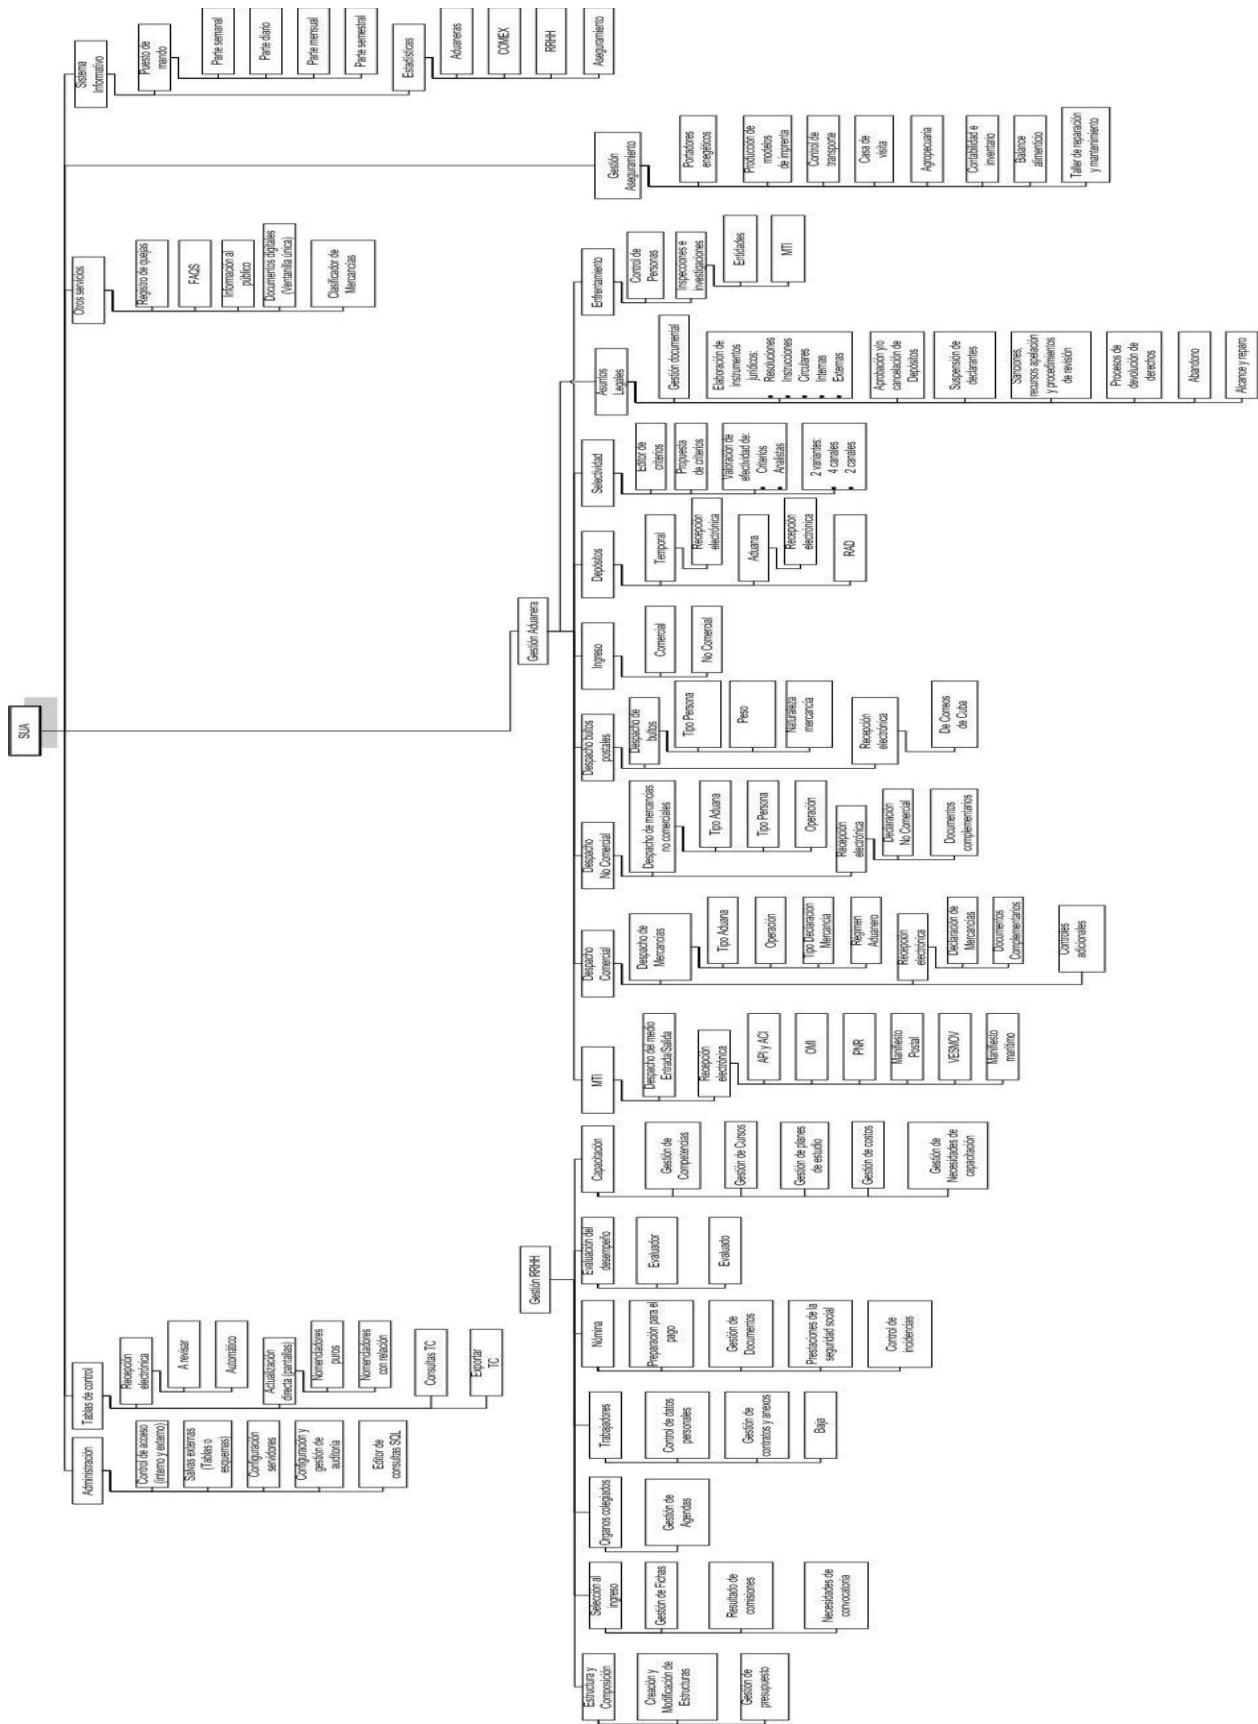 SUA
Administración
Control de acceso
(interno y externo)
Salvas externas
(Tablas o
esquemas)
Configuración
servidores
Configuración y
gestión de
auditoría
Editor de
consultas SQL
Tablas de control
Recepción
electrónica
A revisar
Automático
Actualización
directa (pantallas)
Nomencladores
puros
Nomencladores
con relación
Consultas TC
Exportar
TC
Otros servicios
Registro de quejas
FAQS
Información al
público
Documentos digitales
(Ventanilla única)
Clasificador de
Mercancías
Sistema
Informativo
Puesto de
mando
Parte semanal
Parte diario
Parte mensual
Parte semestral
Estadísticas
Aduaneras
COMEX
RRHH
Aseguramiento
Gestión RRHH
Estructura y
Composición
Creación y
Modificación de
Estructuras
Gestión de
presupuesto
Selección al
ingreso
Gestión de Fichas
Resultado de
comisiones
Necesidades de
convocatoria
Organos colegiados
Gestión de
Agendas
Trabajadores
Control de datos
personales
Gestión de
contratos y anexos
Baja
Nómina
Preparación para el
pago
Gestión de
Documentos
Prestaciones de la
seguridad social
Control de
incidencias
Evaluación del
desempeño
Evaluador
Evaluado
Capacitación
Gestión de
Competencias
Gestión de Cursos
Gestión de planes
de estudio
Gestión de costos
Gestión de
Necesidades de
capacitación
Gestión Aduanera
MTI
Despacho del medio
Entrada/Salida
Recepción
electrónica
API y ACI
OMI
PNR
Manifiesto
Postal
VESMOV
Manifiesto
marítimo
Despacho
Comercial
Despacho de
Mercancías
Tipo Aduana
Operación
Tipo Declaración
Mercancía
Régimen
Aduanero
Recepción
electrónica
Declaración de
Mercancías
Documentos
Complementarios
Controles
adicionales
Despacho
No Comercial
Despacho de mercancías
no comerciales
Tipo Aduana
Tipo Persona
Operación
Recepción
electrónica
Declaración
No Comercial
Documentos
complementarios
Despacho bultos
postales
Despacho de
bultos
Tipo Persona
Peso
Naturaleza
mercancía
Recepción
electrónica
De Correos
de Cuba
Ingreso
Comercial
No Comercial
Depósitos
Temporal
Recepción
electrónica
Aduana
Recepción
electrónica
RAD
Selectividad
Editor de
criterios
Propuesta
de criterios
Valoración de
efectividad de:
• Criterios
• Analistas
2 variantes:
• 4 canales
• 2 canales
Asuntos
Legales
Gestión documental
Elaboración de
instrumentos
jurídicos:
• Resoluciones
• Instrucciones
• Circulares
• Internas
• Externas
Aprobación y/o
cancelación de
Depósitos
Suspensión de
declarantes
Sanciones,
recursos apelación
y procedimientos
de revisión
Procesos de
devolución de
derechos
Abandono
Alcance y reparo
Enfrentamiento
Control de
Personas
Inspecciones e
investigaciones
Entidades
MTI
Gestión
Aseguramiento
Portadores
enegéticos
Producción de
modelos
de imprenta
Control de
transporte
Casa de
visita
Agropecuaria
Contabilidad e
inventario
Balance
alimenticio
Taller de reparación
y mantenimiento